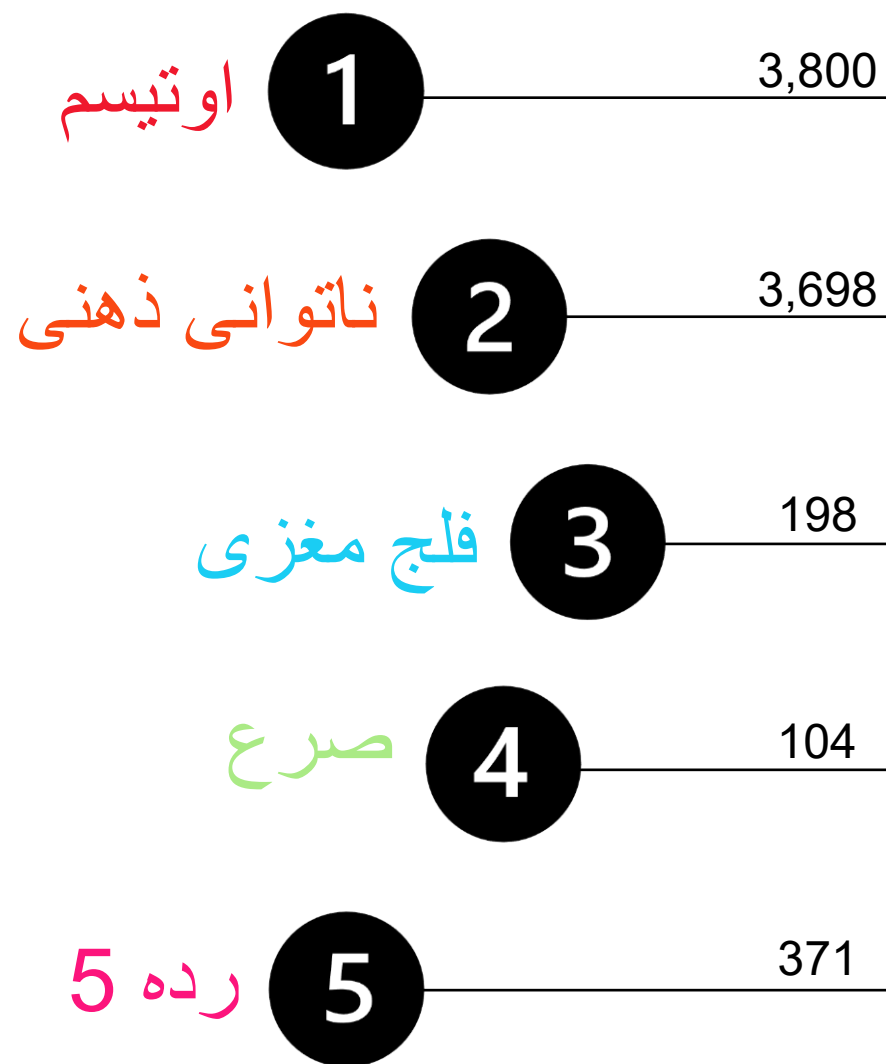 اوتیسم 1 3,800
ناتوانی ذهنی 2 3,698
فلج مغزی 3 198
صرع 4 104
رده 5 5 371